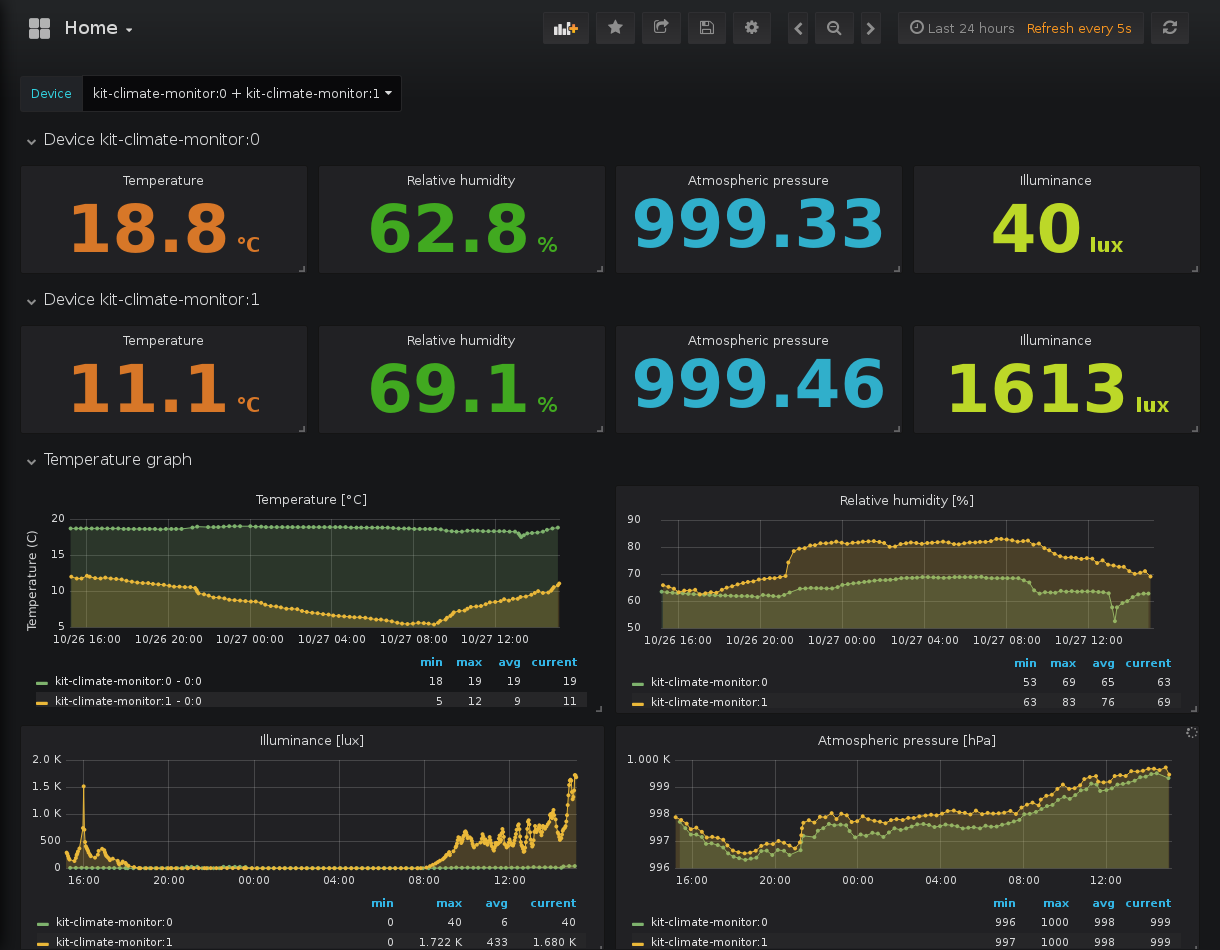 Home
Last 24 hours Refresh every 5s
Device kit-climate-monitor:0 + kit-climate-monitor:1
Device kit-climate-monitor:0
Temperature Relative humidity Atmospheric pressure Illuminance
18.8 °C 62.8 % 999.33 40 lux
Device kit-climate-monitor:1
Temperature Relative humidity Atmospheric pressure Illuminance
11.1 °C 69.1 % 999.46 1613 lux
Temperature graph
Temperature [°C]
Temperature (C)
20
15
10
5
10/26 16:00 10/26 20:00 10/27 00:00 10/27 04:00 10/27 08:00 10/27 12:00
min max avg current
kit-climate-monitor:0 - 0:0 18 19 19 19
kit-climate-monitor:1 - 0:0 5 12 9 11
Relative humidity [%]
90
80
70
60
50
10/26 16:00 10/26 20:00 10/27 00:00 10/27 04:00 10/27 08:00 10/27 12:00
min max avg current
kit-climate-monitor:0 53 69 65 63
kit-climate-monitor:1 63 83 76 69
Illuminance [lux]
2.0 K
1.5 K
1.0 K
500
0
16:00 20:00 00:00 04:00 08:00 12:00
min max avg current
kit-climate-monitor:0 0 40 6 40
kit-climate-monitor:1 0 1.722 K 433 1.680 K
Atmospheric pressure [hPa]
1.000 K
999
998
997
996
16:00 20:00 00:00 04:00 08:00 12:00
min max avg current
kit-climate-monitor:0 996 1000 998 999
kit-climate-monitor:1 997 1000 998 999